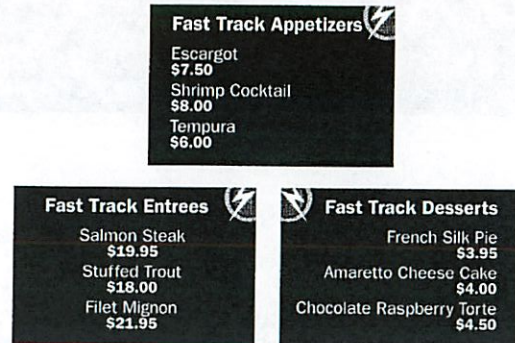 Fast Track Appetizers
Escargot
$7.50
Shrimp Cocktail
$8.00
Tempura
$6.00
Fast Track Entrees
Salmon Steak
$19.95
Stuffed Trout
$18.00
Filet Mignon
$21.95
Fast Track Desserts
French Silk Pie
$3.95
Amaretto Cheese Cake
$4.00
Chocolate Raspberry Torte
$4.50